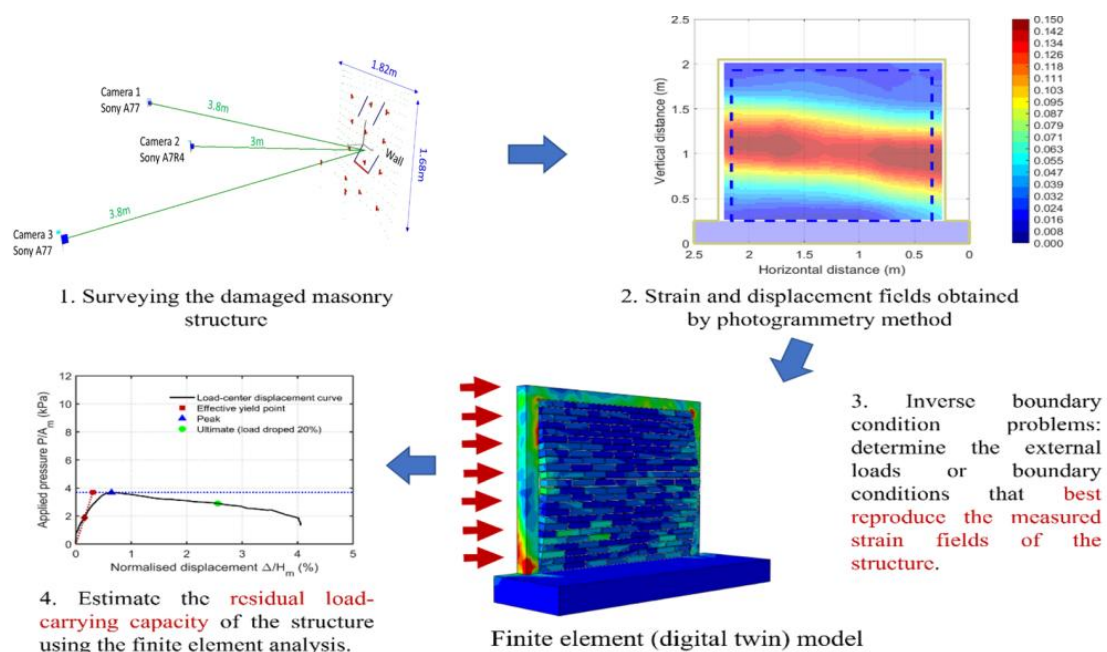 Camera 1
Sony A77
3.8m
Camera 2
Sony A7R4
3m
Camera 3
Sony A77
3.8m
1.82m
1.68m
Wall
1. Surveying the damaged masonry
structure
Vertical distance (m)
2.5
2
1.5
1
0.5
0
2.5 2 1.5 1 0.5 0
Horizontal distance (m)
0.150
0.142
0.134
0.126
0.118
0.111
0.103
0.095
0.087
0.079
0.071
0.063
0.055
0.047
0.039
0.032
0.024
0.016
0.008
0.000
2. Strain and displacement fields obtained
by photogrammetry method
3. Inverse boundary
condition problems:
determine the external
loads or boundary
conditions that best
reproduce the measured
strain fields of the
structure.
Finite element (digital twin) model
Applied pressure P/Am (kPa)
12
10
8
6
4
2
0
0 1 2 3 4 5
Normalised displacement Δ/Hm (%)
Load-center displacement curve
Effective yield point
Peak
Ultimate (load droped 20%)
4. Estimate the residual load-
carrying capacity of the structure
using the finite element analysis.